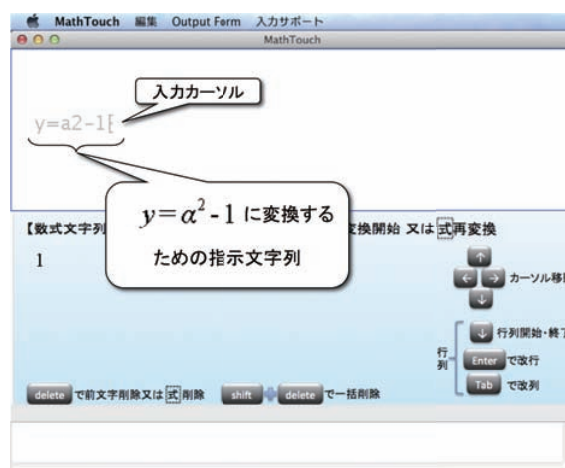 MathTouch 編集 Output Form 入力サポート
MathTouch
入力カーソル
y=a2-1
y=α²-1 に変換する
ための指示文字列
【数式文字列
変換開始 又は 式再変換
1
↑
← → カーソル移
↓
↓ 行列開始・終了
行列
Enter で改行
Tab で改列
delete で前文字削除又は 式 削除 shift + delete で一括削除